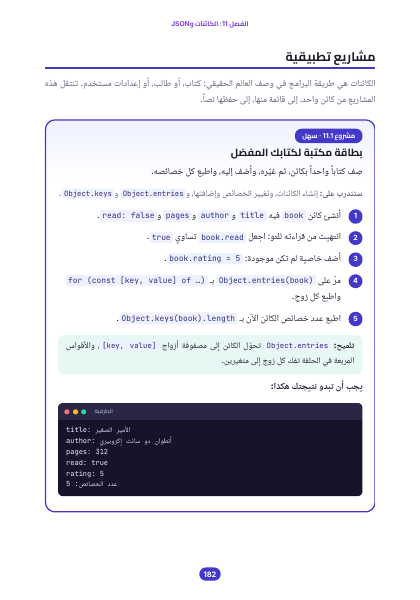 الفصل 11: الكائنات وJSON
مشاريع تطبيقية
الكائنات هي طريقة البرامج في وصف العالم الحقيقي: كتاب، أو طالب، أو إعدادات مستخدم. تنتقل هذه
المشاريع من كائن واحد، إلى قائمة منها، إلى حفظها نصاً.
مشروع 11.1 · سهل
بطاقة مكتبة لكتابك المفضل
صِف كتاباً واحداً بكائن، ثم غيّره، وأضف إليه، واطبع كل خصائصه.
ستتدرب على: إنشاء الكائنات، وتغيير الخصائص وإضافتها، و Object.entries و Object.keys.
1 أنشئ كائن book فيه title و author و pages و read: false.
2 انتهيت من قراءته للتو: اجعل book.read تساوي true.
3 أضف خاصية لم تكن موجودة: book.rating = 5.
4 مرّ على Object.entries(book) بـ for (const [key, value] of …)
واطبع كل زوج.
5 اطبع عدد خصائص الكائن الآن بـ Object.keys(book).length.
تلميح: Object.entries تحوّل الكائن إلى مصفوفة أزواج [key, value]، والأقواس
المربعة في الحلقة تفك كل زوج إلى متغيرين.
يجب أن تبدو نتيجتك هكذا:
الطرفية
title: الأمير الصغير
author: أنطوان دو سانت إكزوبيري
pages: 312
read: true
rating: 5
عدد الخصائص: 5
182